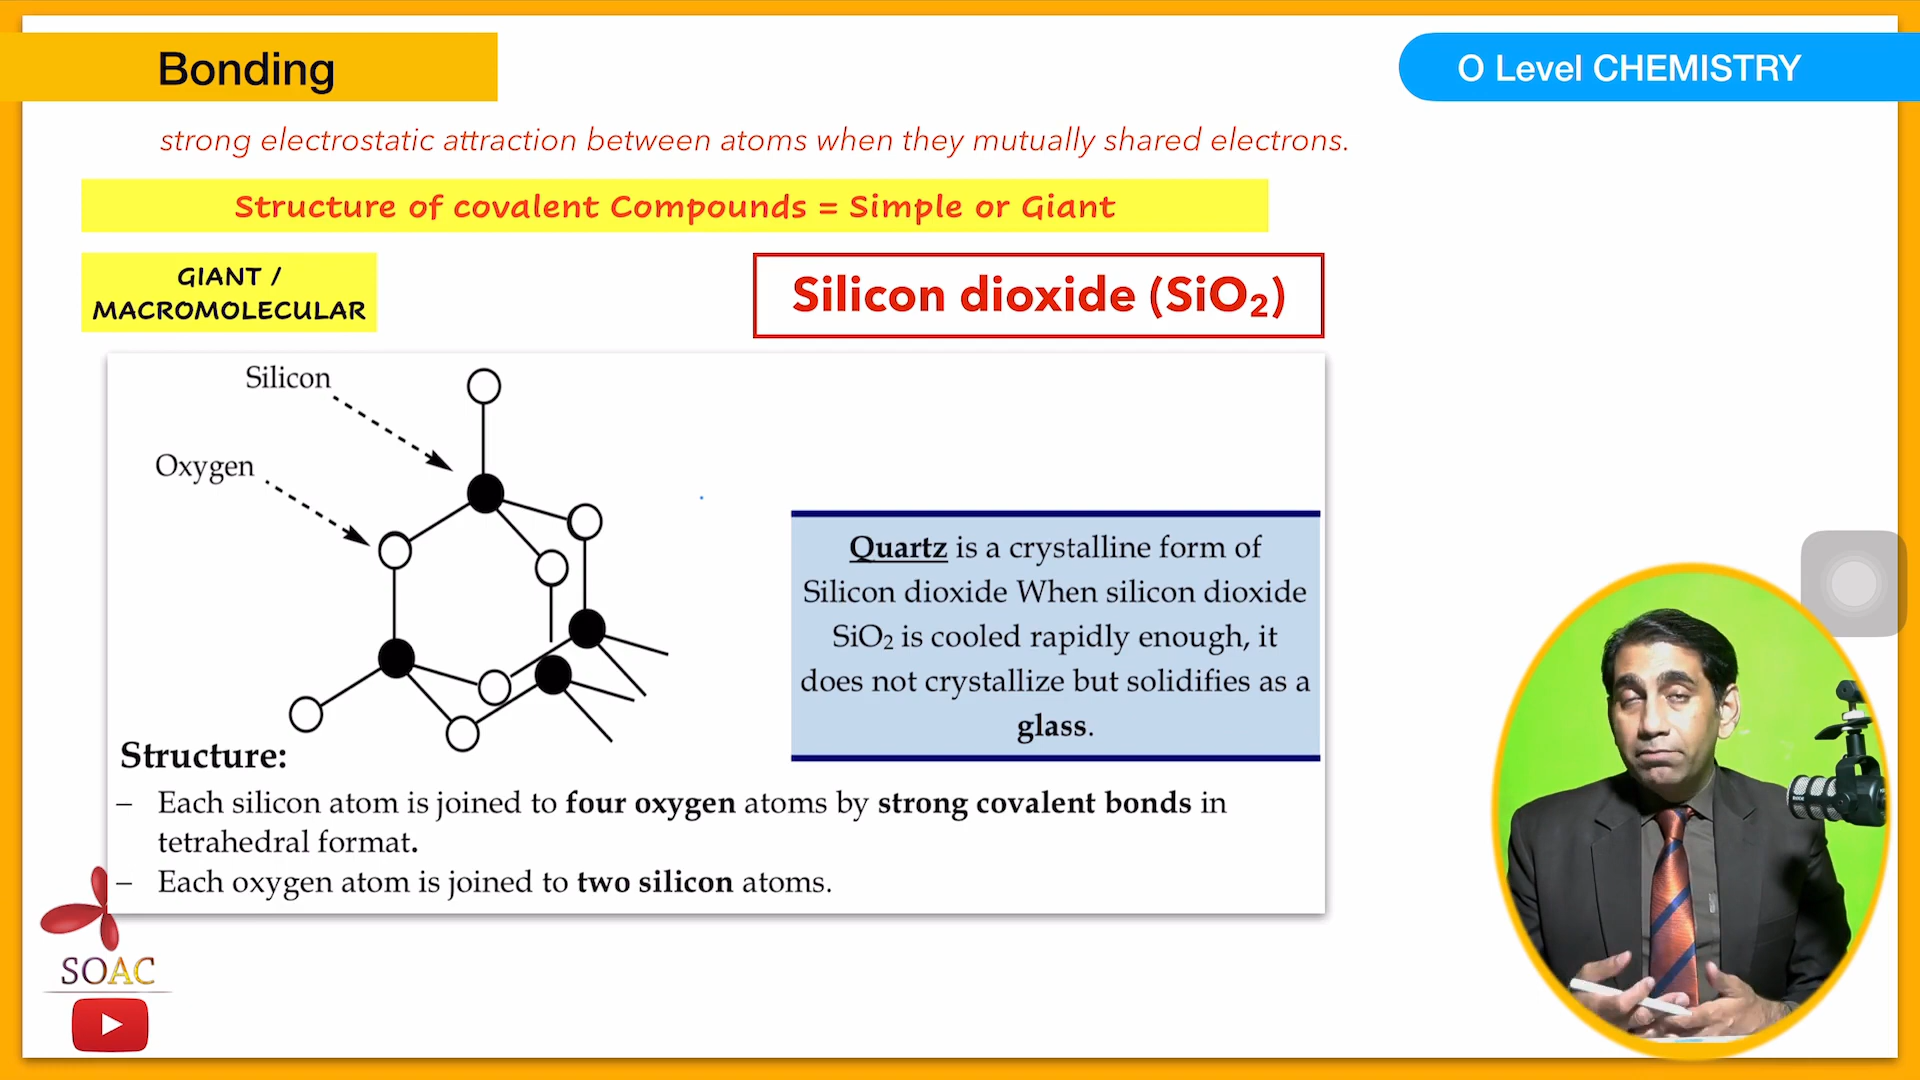 Bonding
O Level CHEMISTRY
strong electrostatic attraction between atoms when they mutually shared electrons.
Structure of covalent Compounds = Simple or Giant
GIANT /
MACROMOLECULAR
Silicon dioxide (SiO₂)
Silicon
Oxygen
Quartz is a crystalline form of
Silicon dioxide When silicon dioxide
SiO₂ is cooled rapidly enough, it
does not crystallize but solidifies as a
glass.
Structure:
– Each silicon atom is joined to four oxygen atoms by strong covalent bonds in
tetrahedral format.
– Each oxygen atom is joined to two silicon atoms.
SOAC